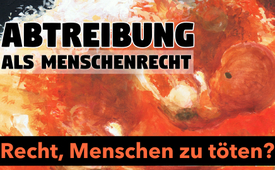 ABTREIBUNG
ALS MENSCHENRECHT
Recht, Menschen zu töten?